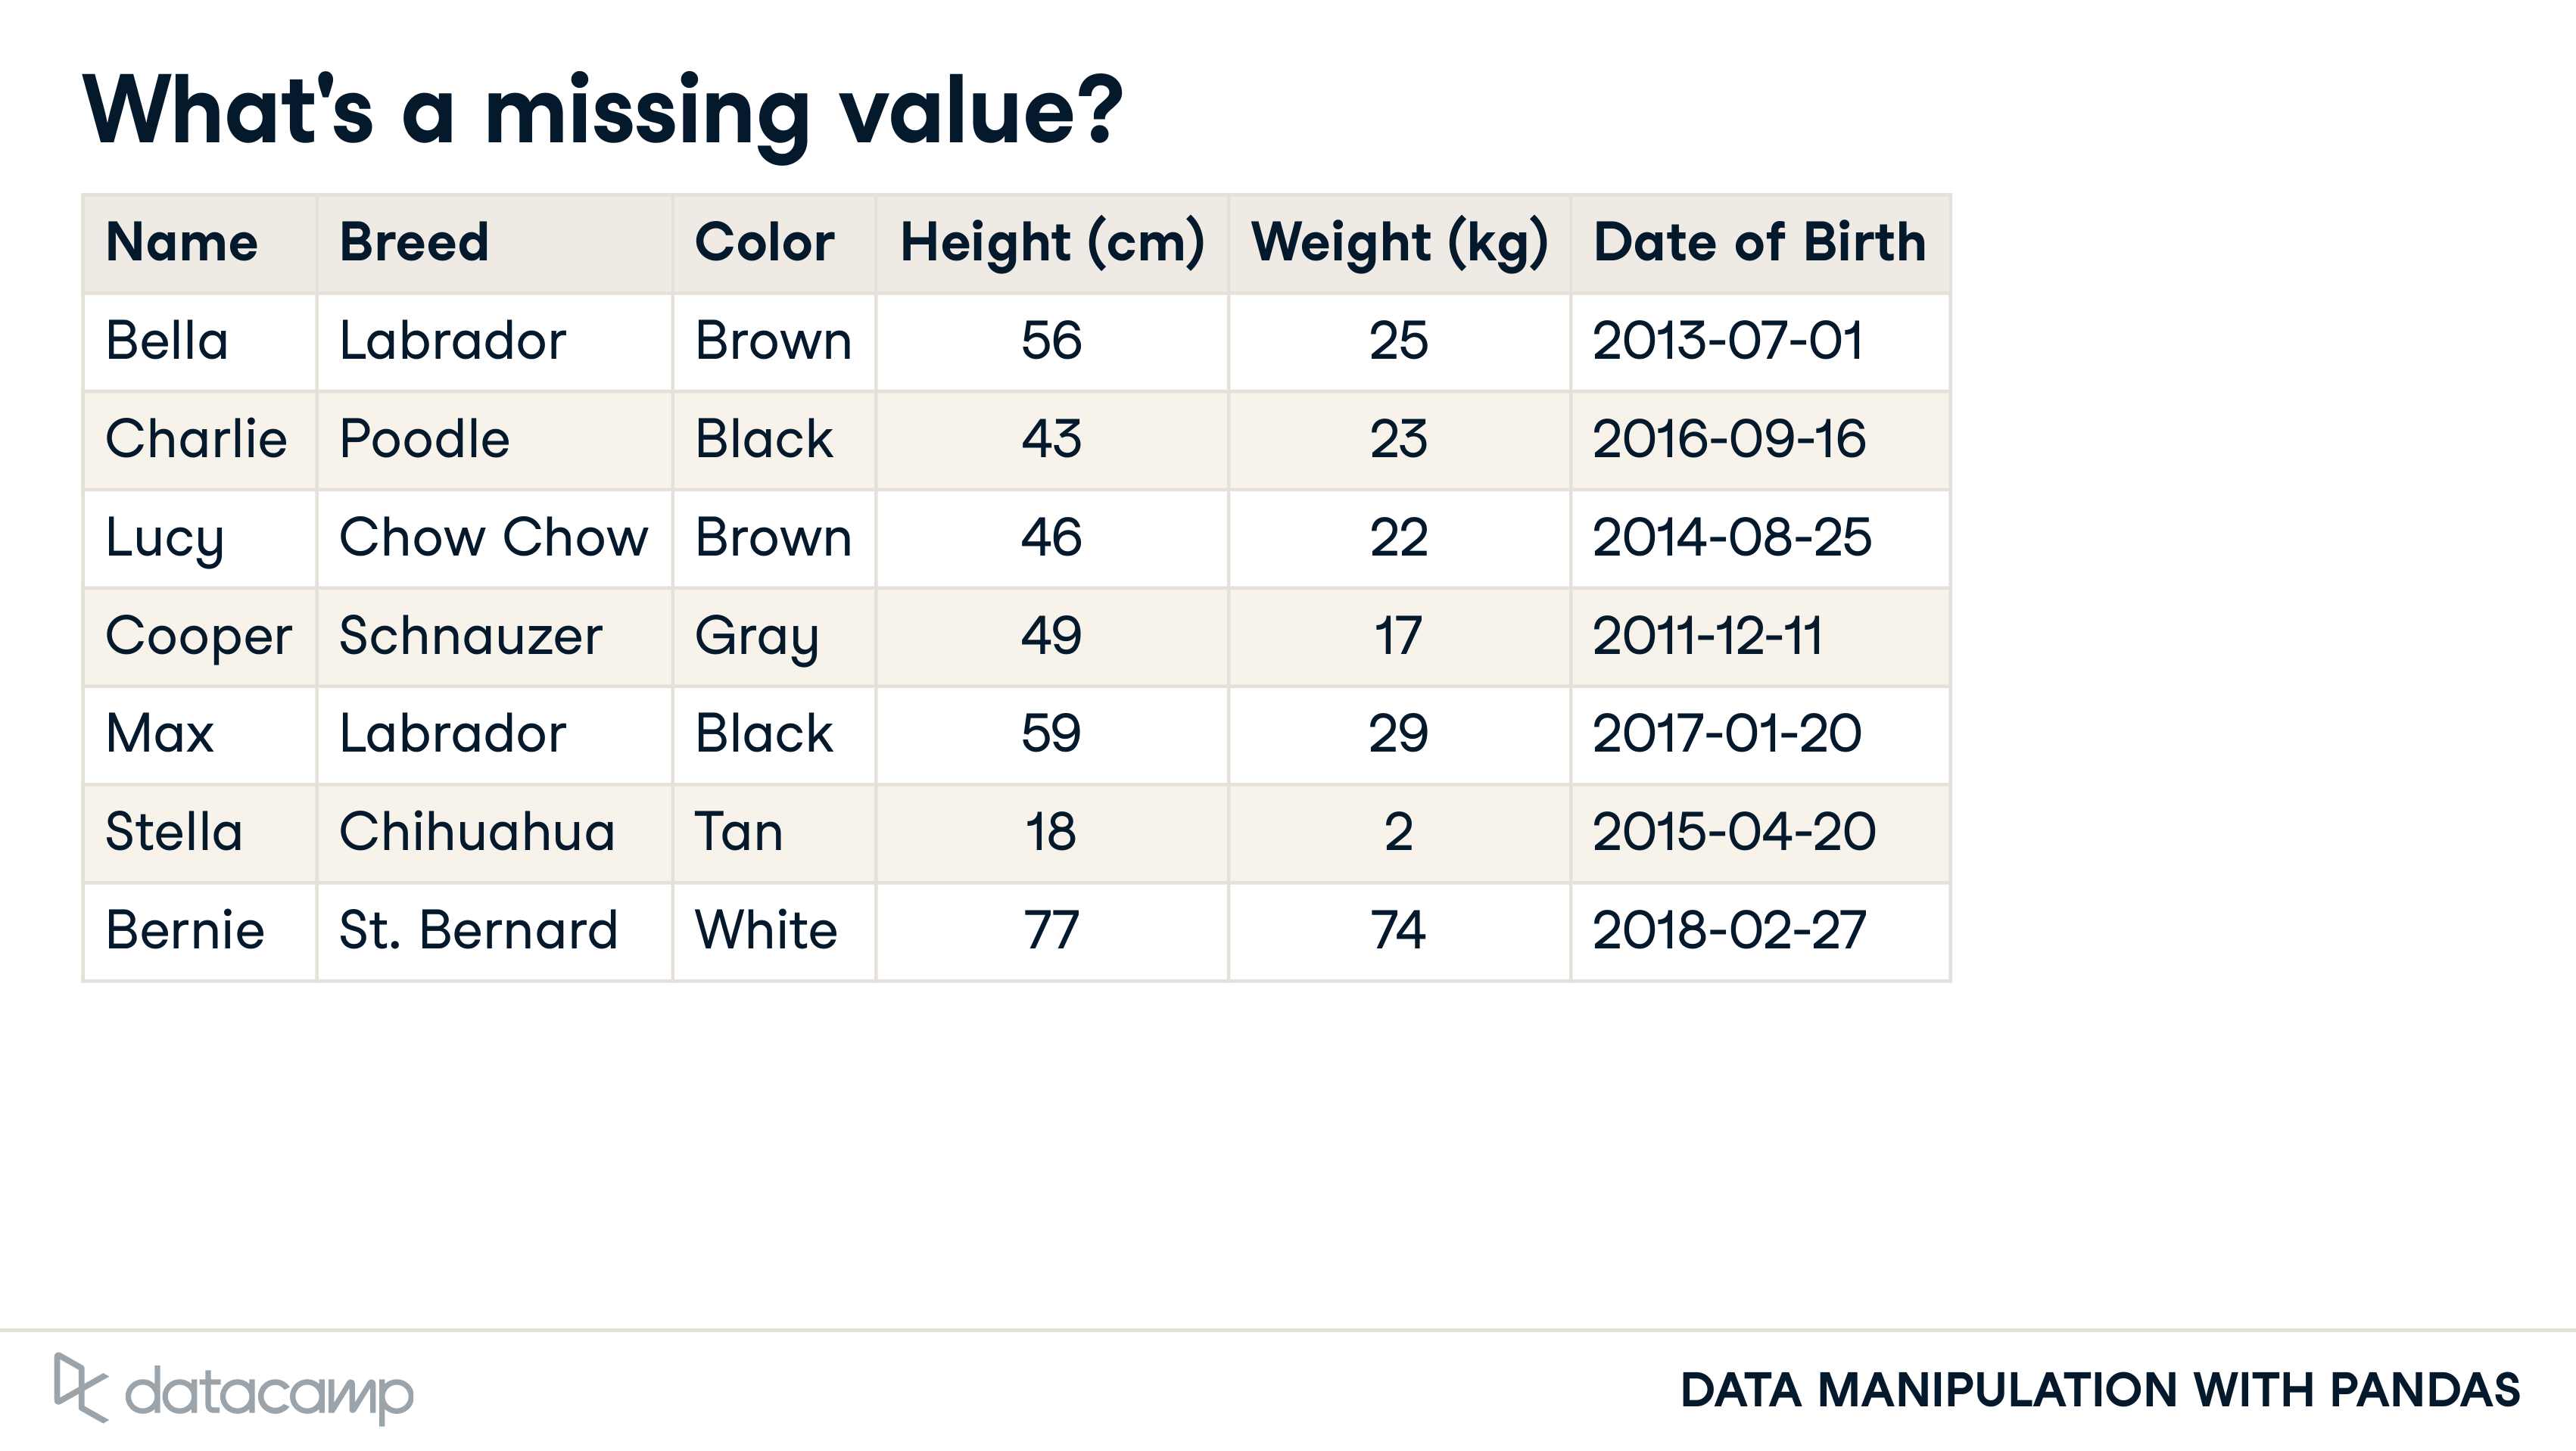 What's a missing value?
Name Breed Color Height (cm) Weight (kg) Date of Birth
Bella Labrador Brown 56 25 2013-07-01
Charlie Poodle Black 43 23 2016-09-16
Lucy Chow Chow Brown 46 22 2014-08-25
Cooper Schnauzer Gray 49 17 2011-12-11
Max Labrador Black 59 29 2017-01-20
Stella Chihuahua Tan 18 2 2015-04-20
Bernie St. Bernard White 77 74 2018-02-27
datacamp DATA MANIPULATION WITH PANDAS